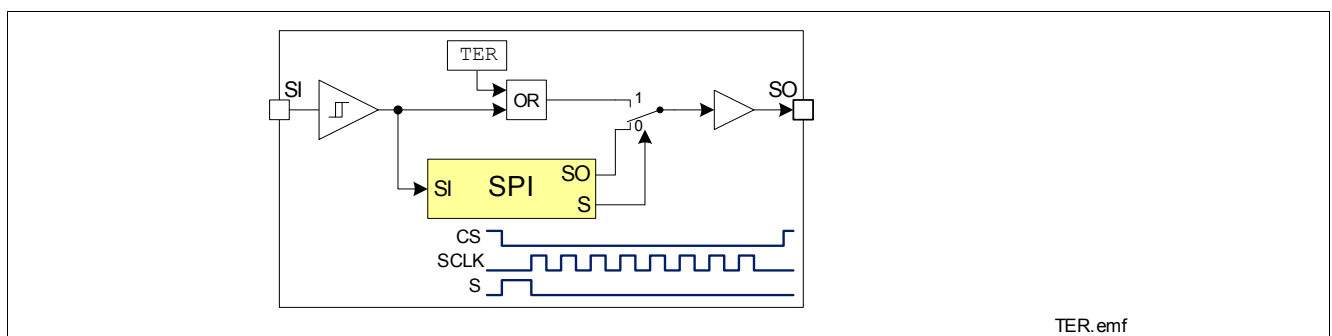 TER
SI
SO
OR
1
0
SI SPI SO
S
CS
SCLK
S
TER.emf